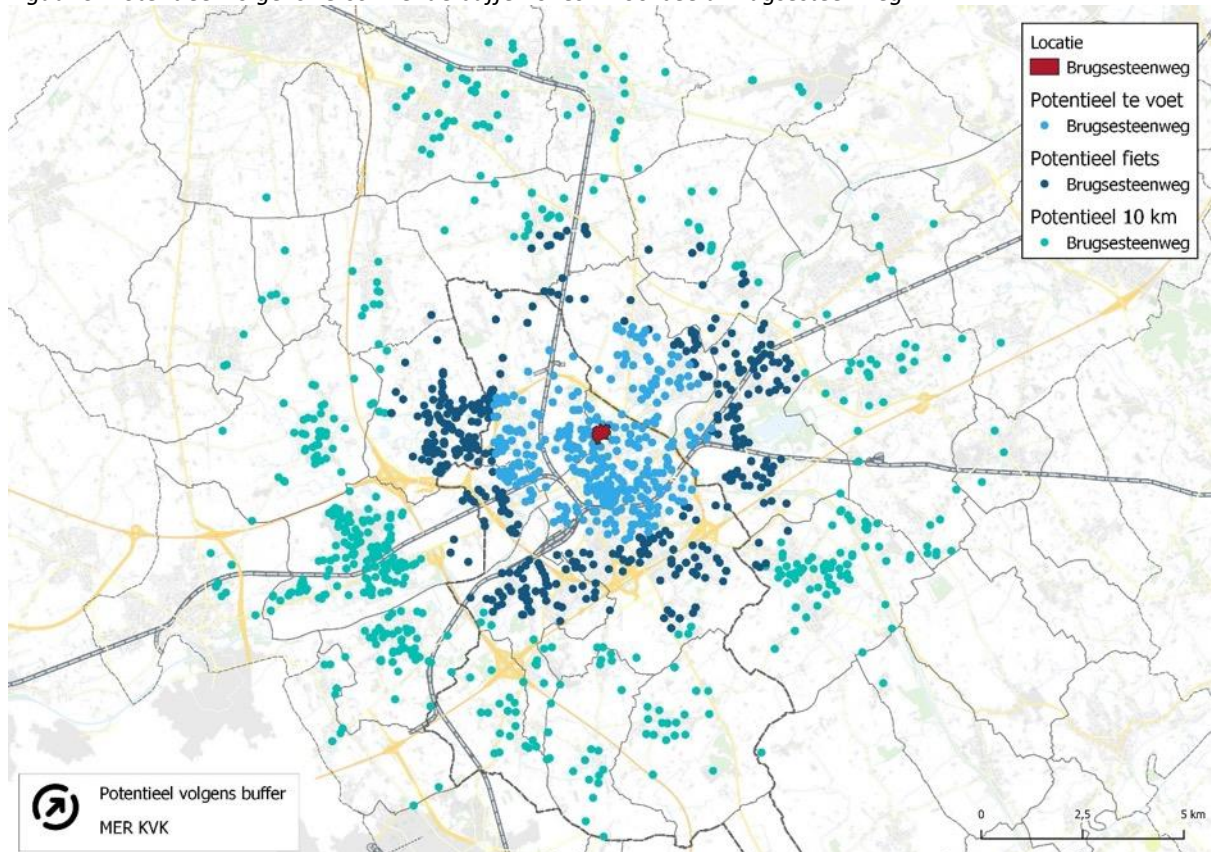 Locatie
Brugsesteenweg
Potentieel te voet
Brugsesteenweg
Potentieel fiets
Brugsesteenweg
Potentieel 10 km
Brugsesteenweg
Potentieel volgens buffer
MER KVK
0 2,5 5 km